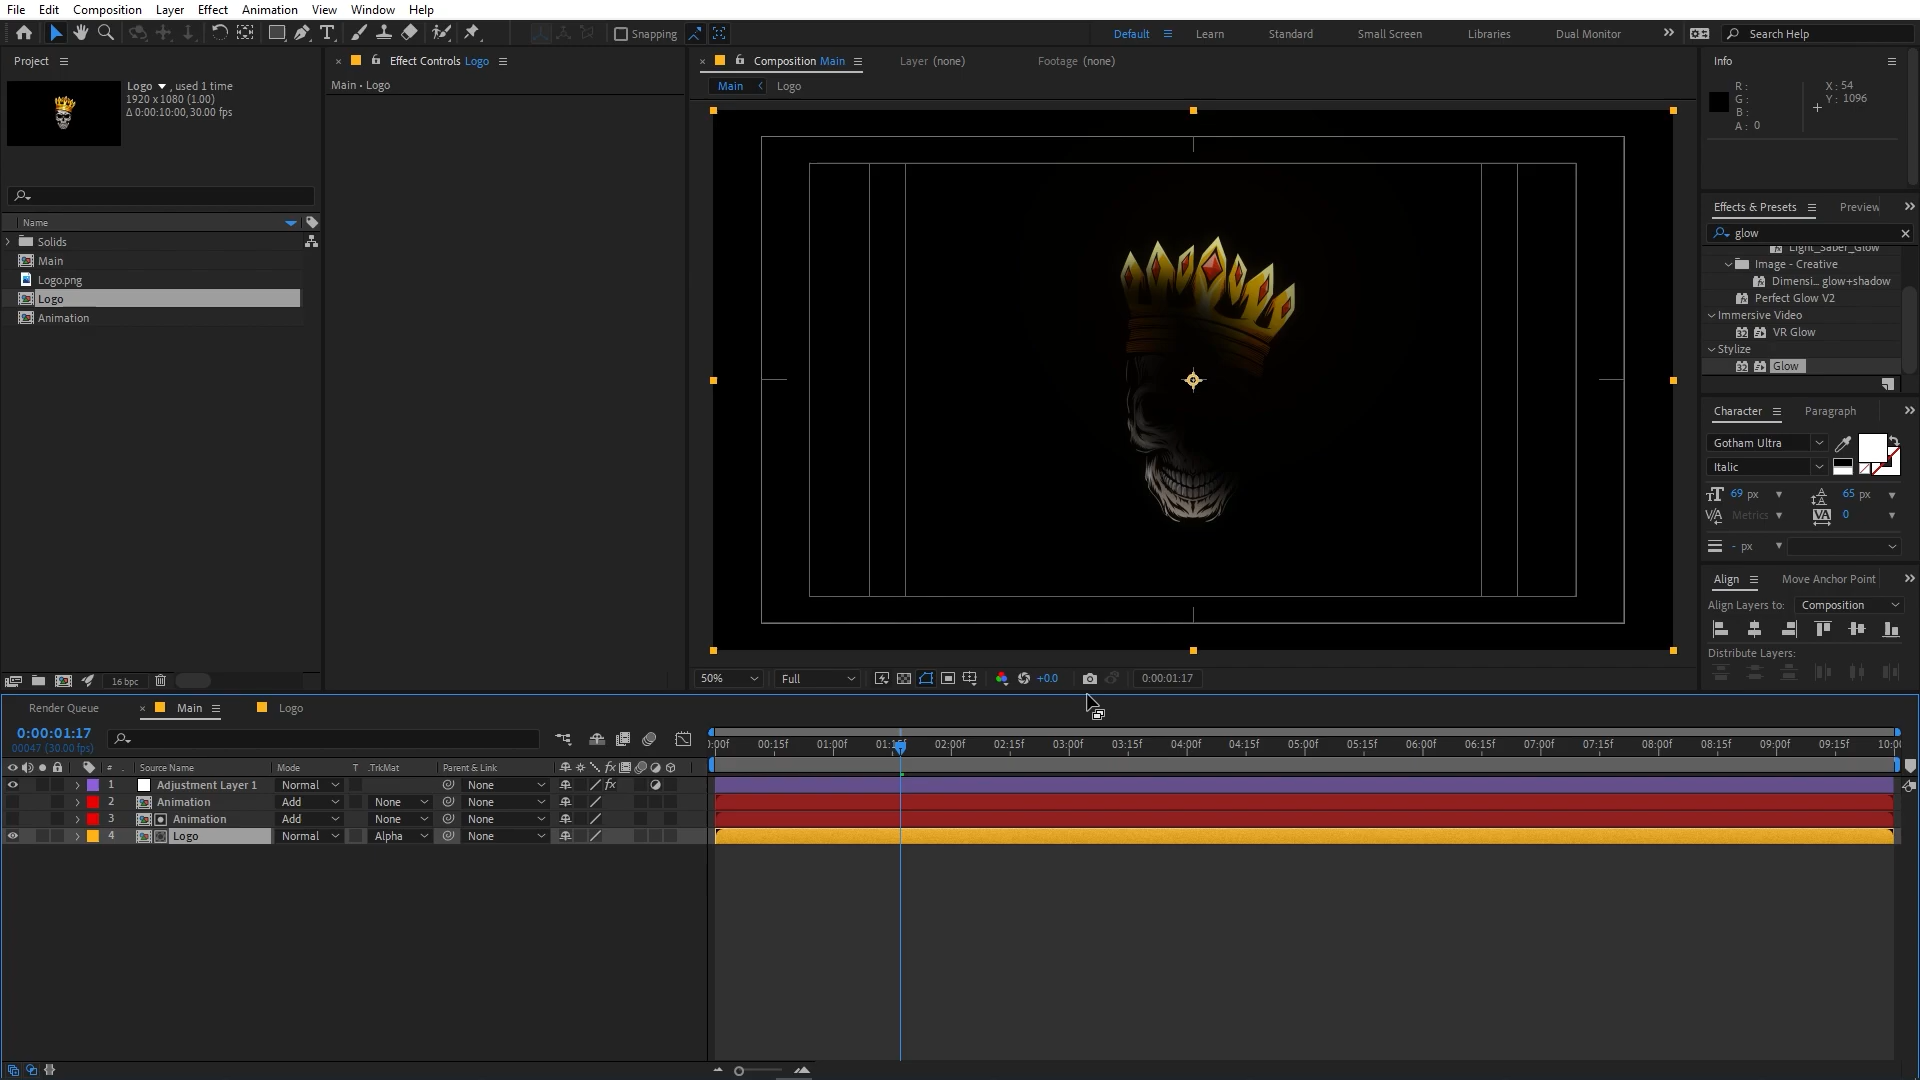 File Edit Composition Layer Effect Animation View Window Help
Snapping
Default Learn Standard Small Screen Libraries Dual Monitor Search Help
Project
Logo , used 1 time
1920 x 1080 (1.00)
Δ 0:00:10:00, 30.00 fps
Name
Solids
Main
Logo.png
Logo
Animation
16 bpc
Effect Controls Logo
Main • Logo
Composition Main
Layer (none)
Footage (none)
Main Logo
50% Full +0.0 0:00:01:17
Info
R: X: 54
G: Y: 1096
B:
A: 0
Effects & Presets Preview
glow
Light_Saber_Glow
Image - Creative
Dimensi... glow+shadow
Perfect Glow V2
Immersive Video
VR Glow
Stylize
Glow
Character Paragraph
Gotham Ultra
Italic
69 px 65 px
Metrics 0
- px
Align Move Anchor Point
Align Layers to: Composition
Distribute Layers:
Render Queue Main Logo
0:00:01:17
00047 (30.00 fps)
:00f 00:15f 01:00f 01:15f 02:00f 02:15f 03:00f 03:15f 04:00f 04:15f 05:00f 05:15f 06:00f 06:15f 07:00f 07:15f 08:00f 08:15f 09:00f 09:15f 10:00
# Source Name Mode T .TrkMat Parent & Link
1 Adjustment Layer 1 Normal None
2 Animation Add None None
3 Animation Add None None
4 Logo Normal Alpha None